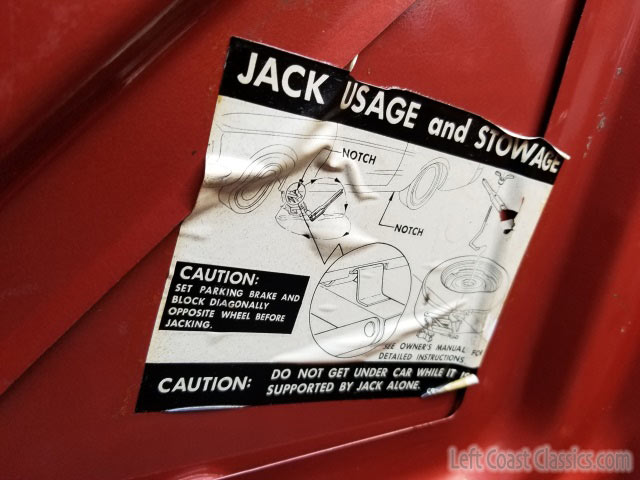 JACK USAGE and STOWAGE
NOTCH
NOTCH
CAUTION:
SET PARKING BRAKE AND
BLOCK DIAGONALLY
OPPOSITE WHEEL BEFORE
JACKING.
SEE OWNER'S MANUAL FOR
DETAILED INSTRUCTIONS.
CAUTION: DO NOT GET UNDER CAR WHILE IT IS
SUPPORTED BY JACK ALONE.
Left Coast Classics.com